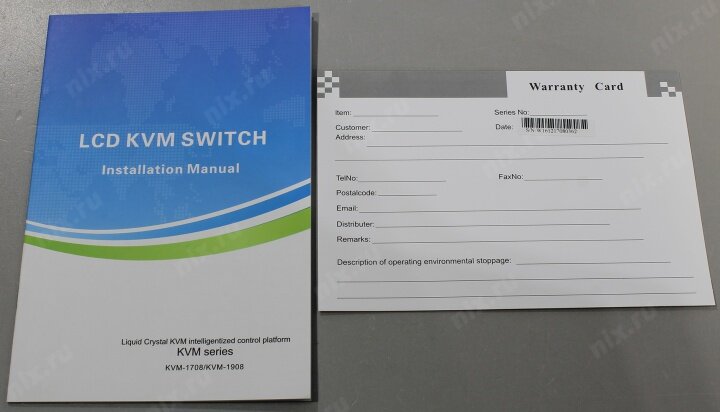 LCD KVM SWITCH
Installation Manual
Liquid Crystal KVM intelligentized control platform
KVM series
KVM-1708/KVM-1908
Warranty Card
Item:
Series No:
Customer:
Date:
S/N:W161217080362
Address:
TelNo:
FaxNo:
Postalcode:
Email:
Distributer:
Remarks:
Description of operating environmental stoppage:
nix.ru